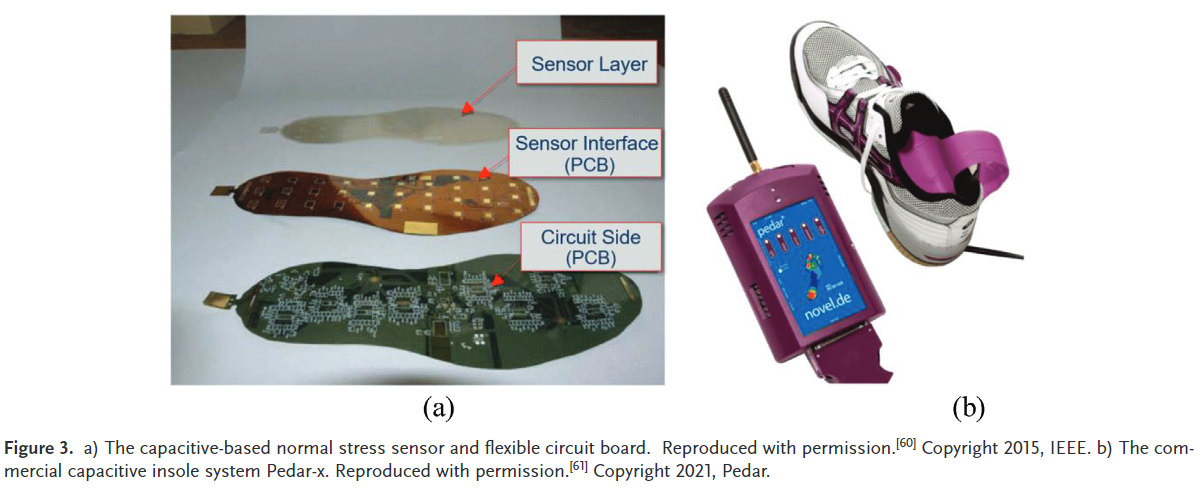 Sensor Layer
Sensor Interface
(PCB)
Circuit Side
(PCB)
pedar
novel.de
(a)
(b)
Figure 3. a) The capacitive-based normal stress sensor and flexible circuit board. Reproduced with permission.[60] Copyright 2015, IEEE. b) The com-
mercial capacitive insole system Pedar-x. Reproduced with permission.[61] Copyright 2021, Pedar.